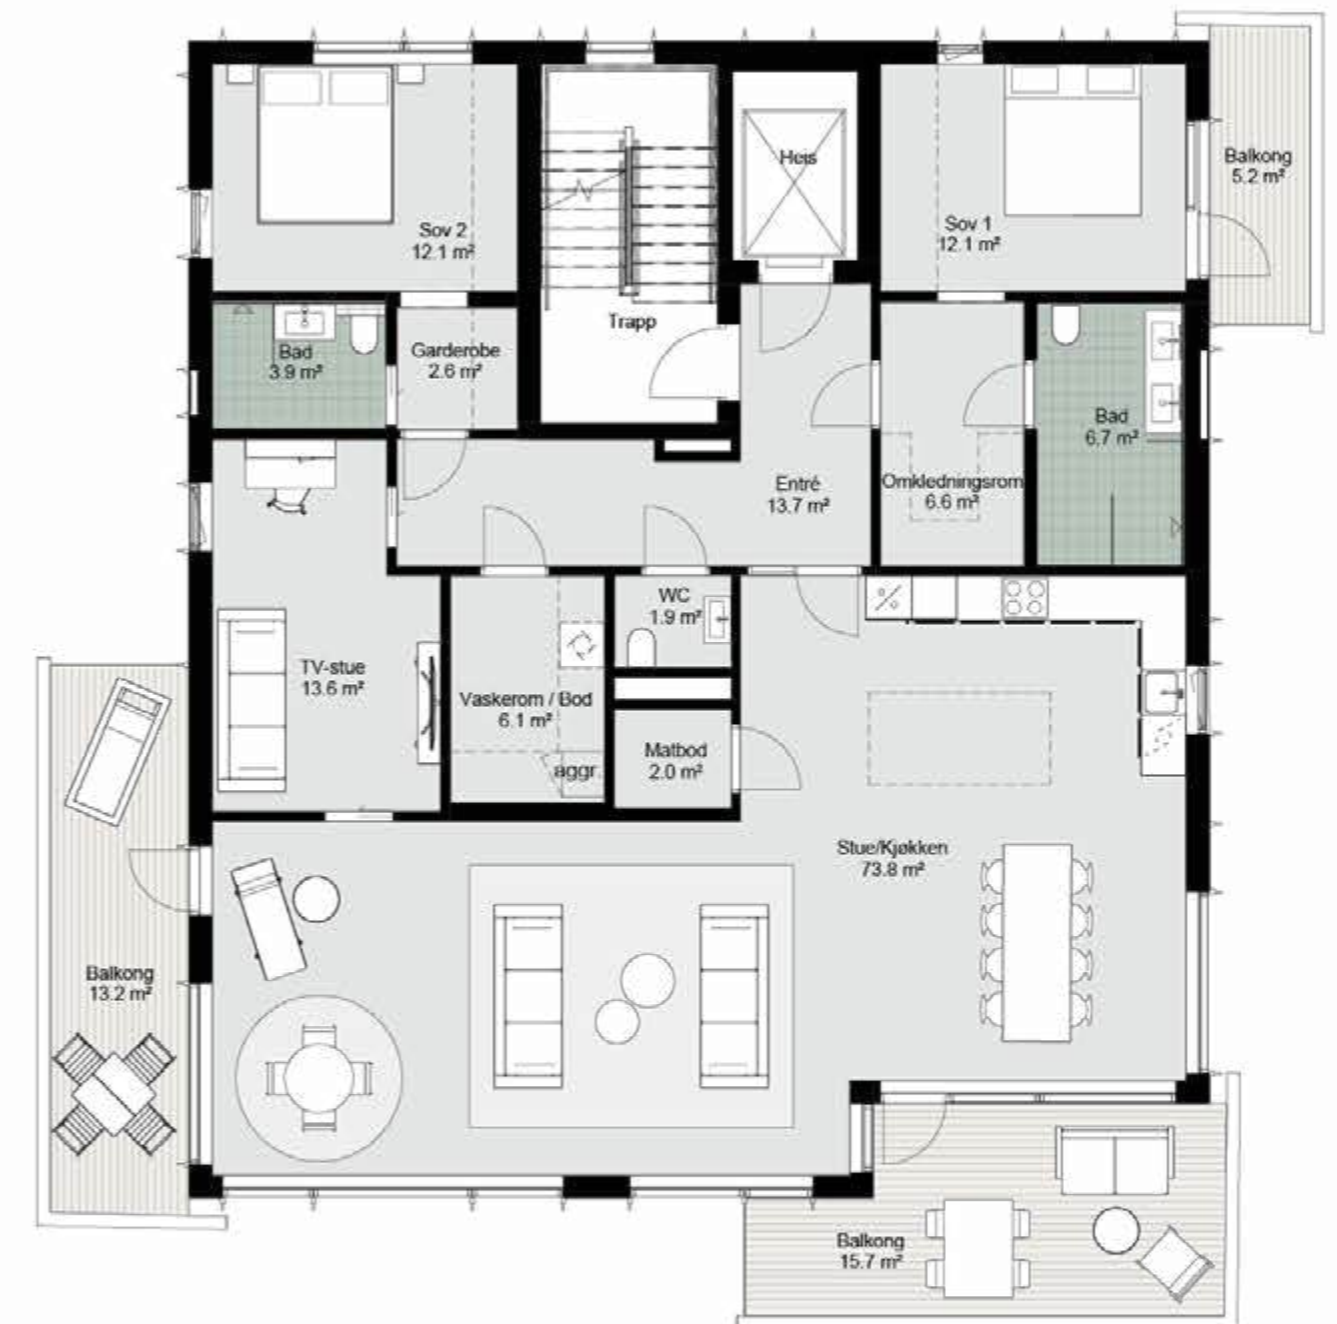 Heis
Balkong
5.2 m²
Sov 2
12.1 m²
Sov 1
12.1 m²
Trapp
Bad
3.9 m²
Garderobe
2.6 m²
Bad
6.7 m²
Entré
13.7 m²
Omkledningsrom
6.6 m²
WC
1.9 m²
TV-stue
13.6 m²
Vaskerom / Bod
6.1 m²
Matbod
2.0 m²
aggr.
Stue/Kjøkken
73.8 m²
Balkong
13.2 m²
Balkong
15.7 m²